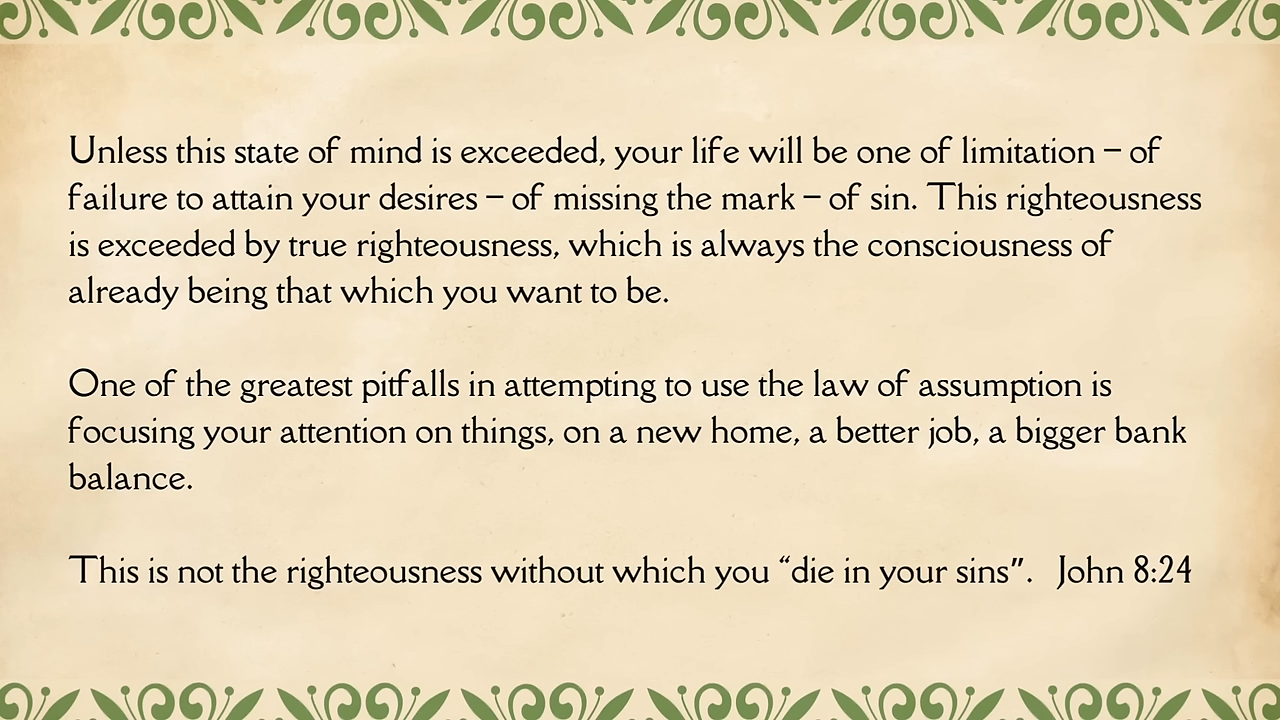 Unless this state of mind is exceeded, your life will be one of limitation – of
failure to attain your desires – of missing the mark – of sin. This righteousness
is exceeded by true righteousness, which is always the consciousness of
already being that which you want to be.
One of the greatest pitfalls in attempting to use the law of assumption is
focusing your attention on things, on a new home, a better job, a bigger bank
balance.
This is not the righteousness without which you “die in your sins”. John 8:24